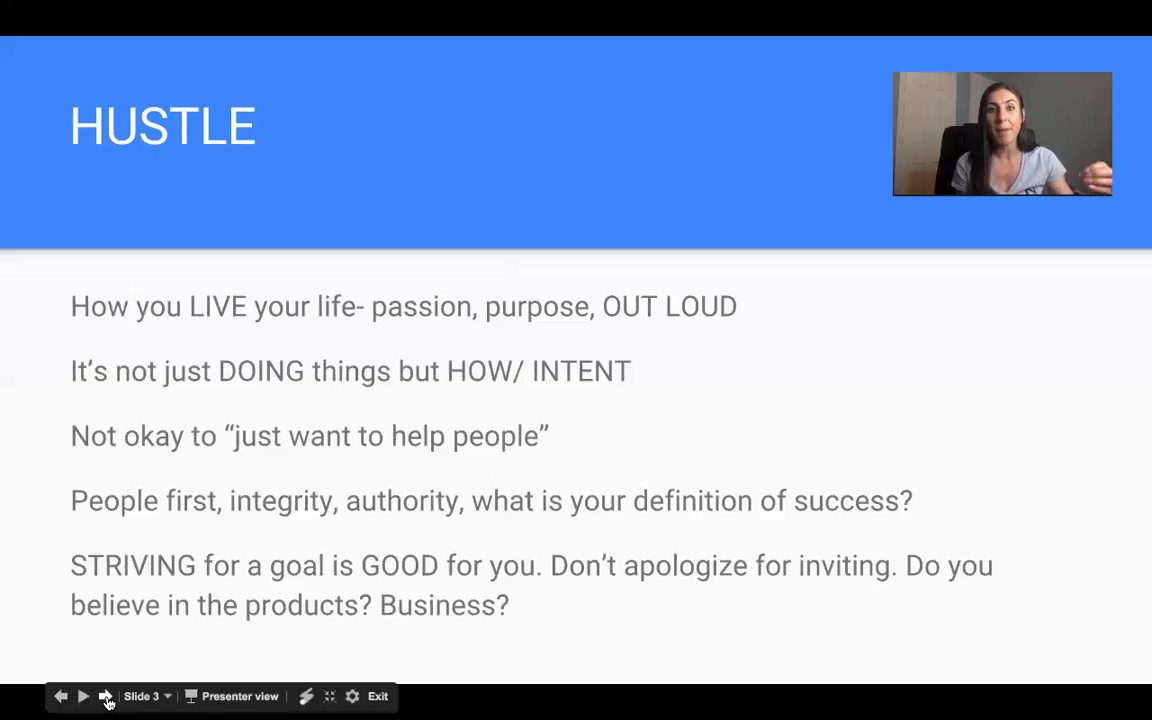 HUSTLE
How you LIVE your life- passion, purpose, OUT LOUD
It’s not just DOING things but HOW/ INTENT
Not okay to “just want to help people”
People first, integrity, authority, what is your definition of success?
STRIVING for a goal is GOOD for you. Don’t apologize for inviting. Do you
believe in the products? Business?
Slide 3 Presenter view Exit